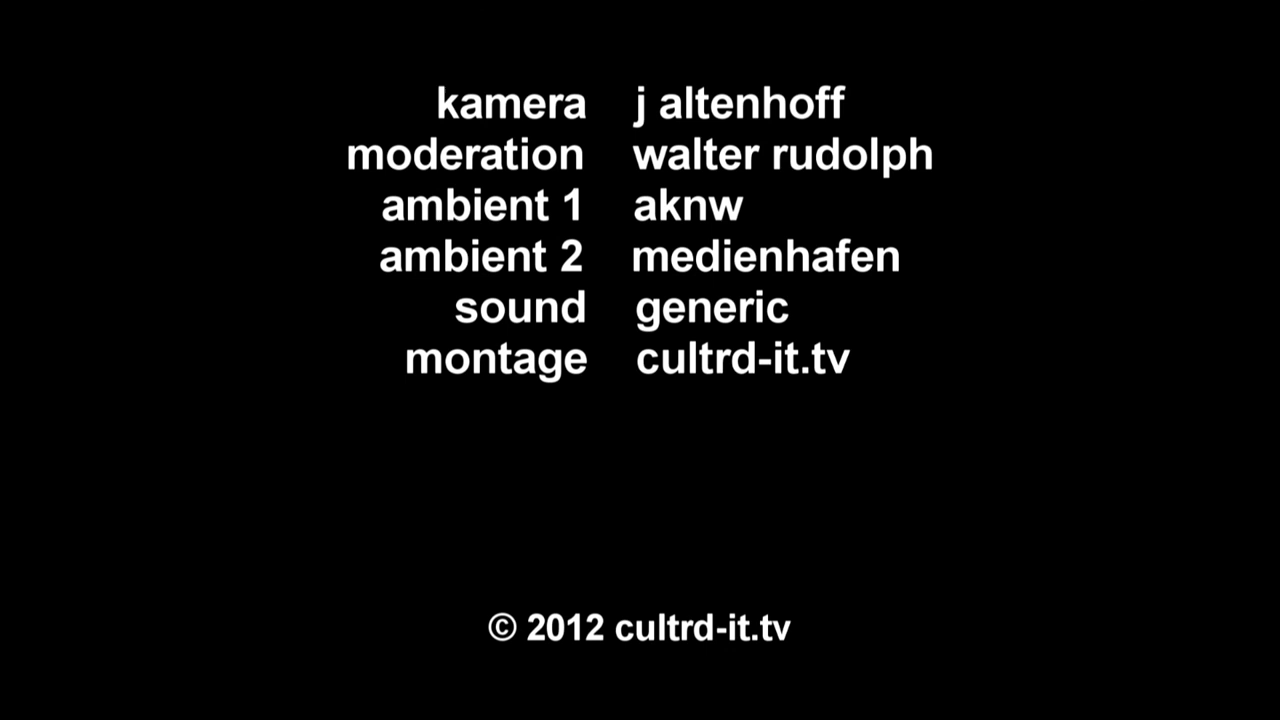 kamera j altenhoff
moderation walter rudolph
ambient 1 aknw
ambient 2 medienhafen
sound generic
montage cultrd-it.tv
© 2012 cultrd-it.tv